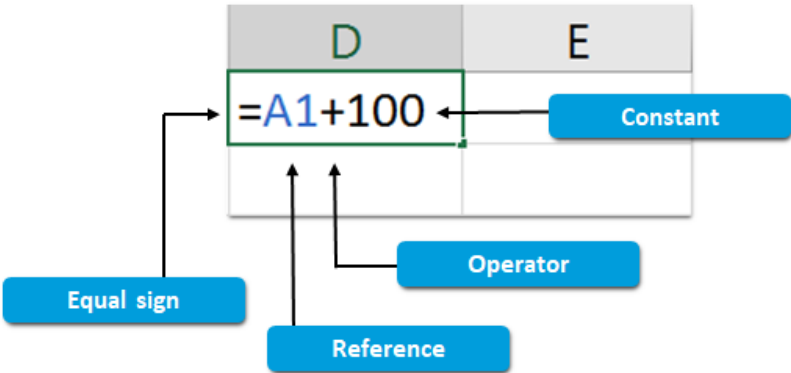 D E
=A1+100
Constant
Operator
Equal sign
Reference